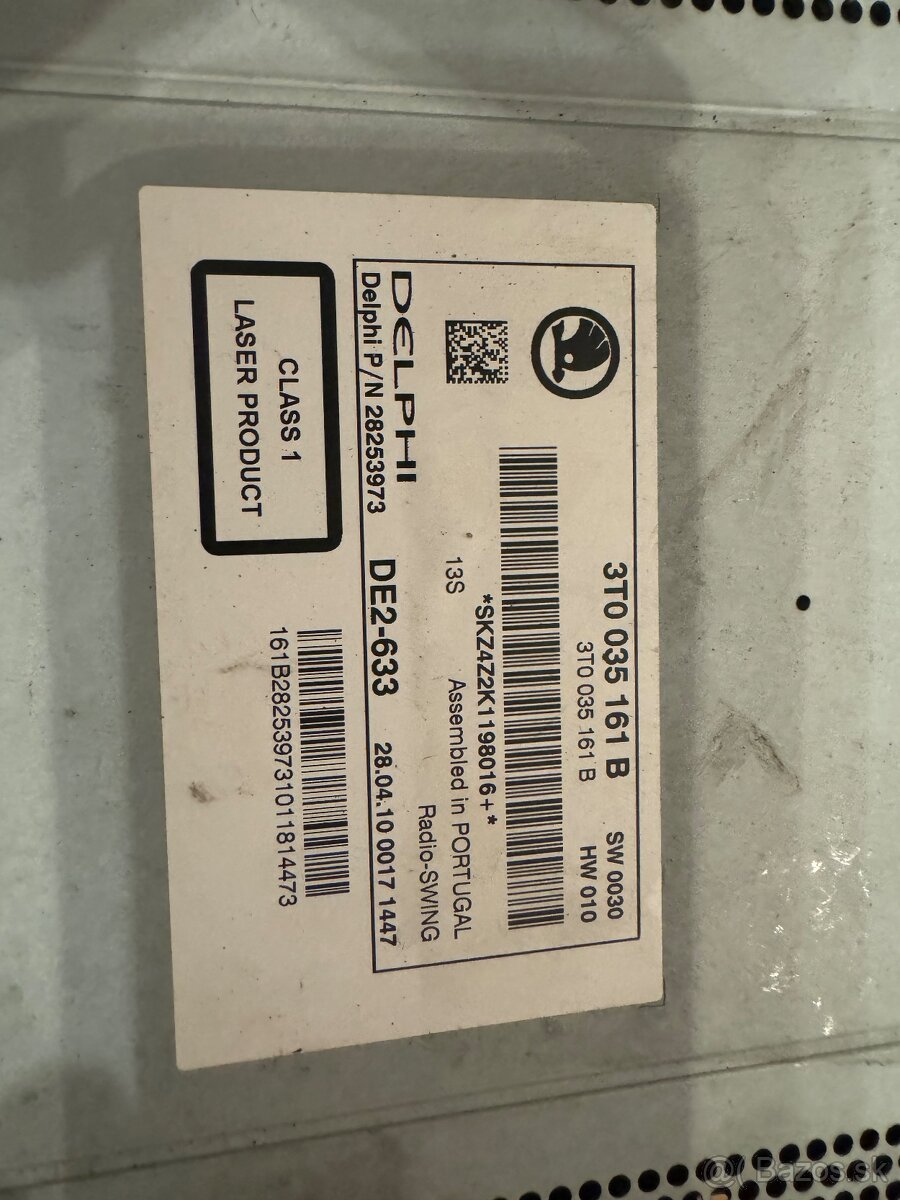 3T0 035 161 B SW 0030
3T0 035 161 B HW 010
*SKZ4Z2K1198016+*
13S Assembled in PORTUGAL
DELPHI Radio-SWING
Delphi P/N 28253973 DE2-633 28.04.10 0017 1447
CLASS 1
LASER PRODUCT
161B282539731011814473
@ Bazos.sk